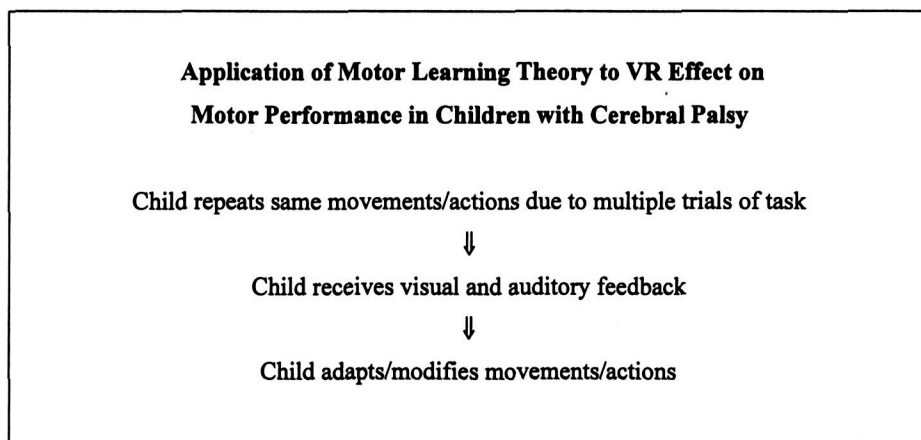 Application of Motor Learning Theory to VR Effect on
Motor Performance in Children with Cerebral Palsy
Child repeats same movements/actions due to multiple trials of task
⇓
Child receives visual and auditory feedback
⇓
Child adapts/modifies movements/actions